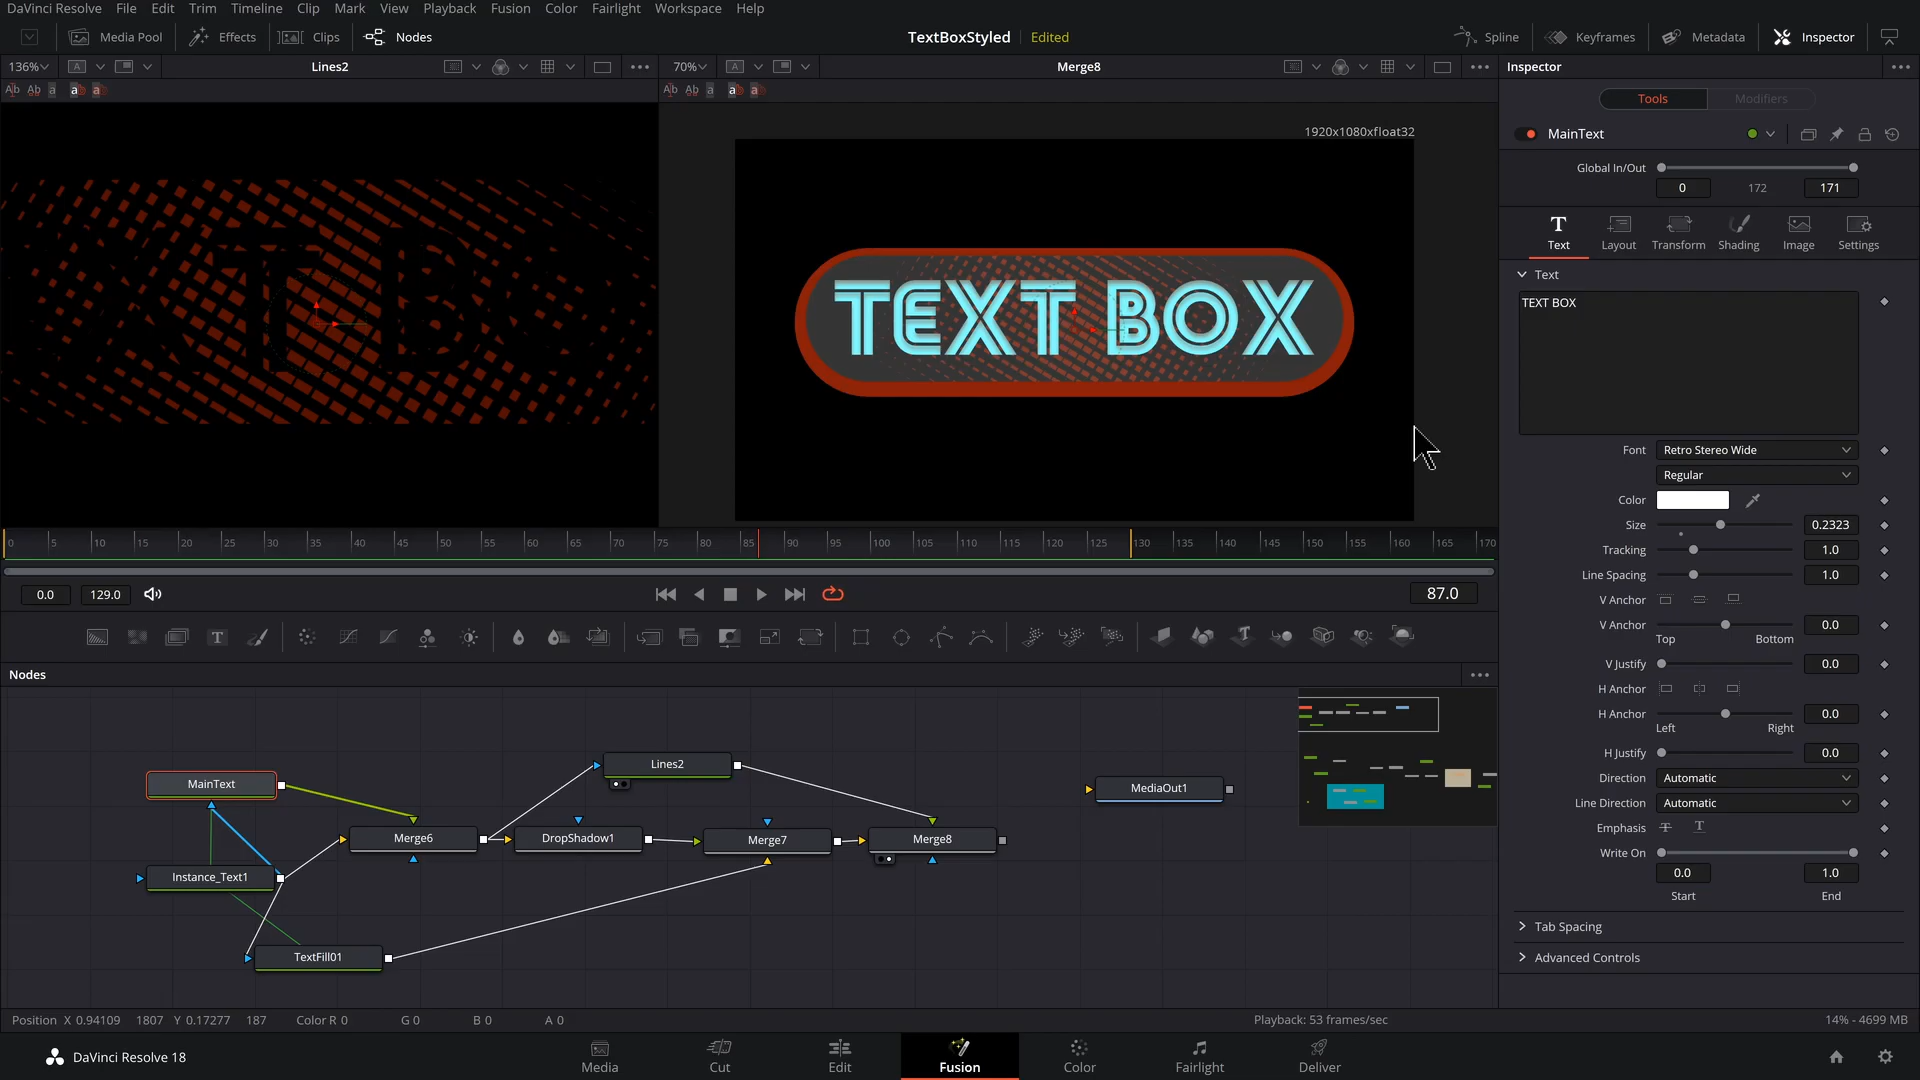 DaVinci Resolve File Edit Trim Timeline Clip Mark View Playback Fusion Color Fairlight Workspace Help
Media Pool Effects Clips Nodes TextBoxStyled Edited Spline Keyframes Metadata Inspector
136% A Lines2 70% A Merge8 Inspector
Ab Ab a a a Ab Ab a a a
Tools Modifiers
1920x1080xfloat32
MainText
Global In/Out
0 172 171
Text Layout Transform Shading Image Settings
Text
TEXT BOX
TEXT BOX
Font Retro Stereo Wide
Regular
Color
Size 0.2323
Tracking 1.0
Line Spacing 1.0
V Anchor
V Anchor 0.0
Top Bottom
V Justify 0.0
H Anchor
H Anchor 0.0
Left Right
H Justify 0.0
Direction Automatic
Line Direction Automatic
Emphasis T T
Write On
0.0 1.0
Start End
Tab Spacing
Advanced Controls
0 5 10 15 20 25 30 35 40 45 50 55 60 65 70 75 80 85 90 95 100 105 110 115 120 125 130 135 140 145 150 155 160 165 170
0.0 129.0 87.0
T T
Nodes
Lines2
MainText MediaOut1
Merge6 DropShadow1 Merge7 Merge8
Instance_Text1
TextFill01
Position X 0.94109 1807 Y 0.17277 187 Color R 0 G 0 B 0 A 0 Playback: 53 frames/sec 14% - 4699 MB
DaVinci Resolve 18 Media Cut Edit Fusion Color Fairlight Deliver